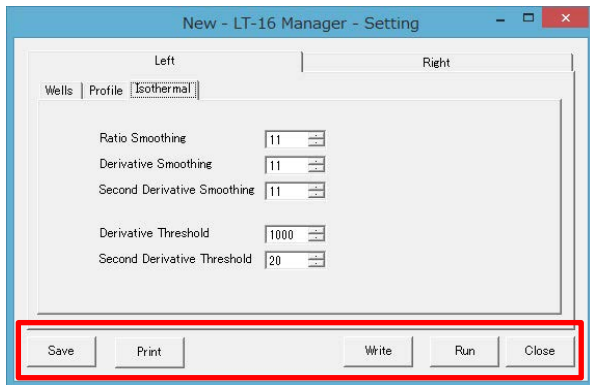 New - LT-16 Manager - Setting
Left Right
Wells Profile Isothermal
Ratio Smoothing 11
Derivative Smoothing 11
Second Derivative Smoothing 11
Derivative Threshold 1000
Second Derivative Threshold 20
Save Print Write Run Close